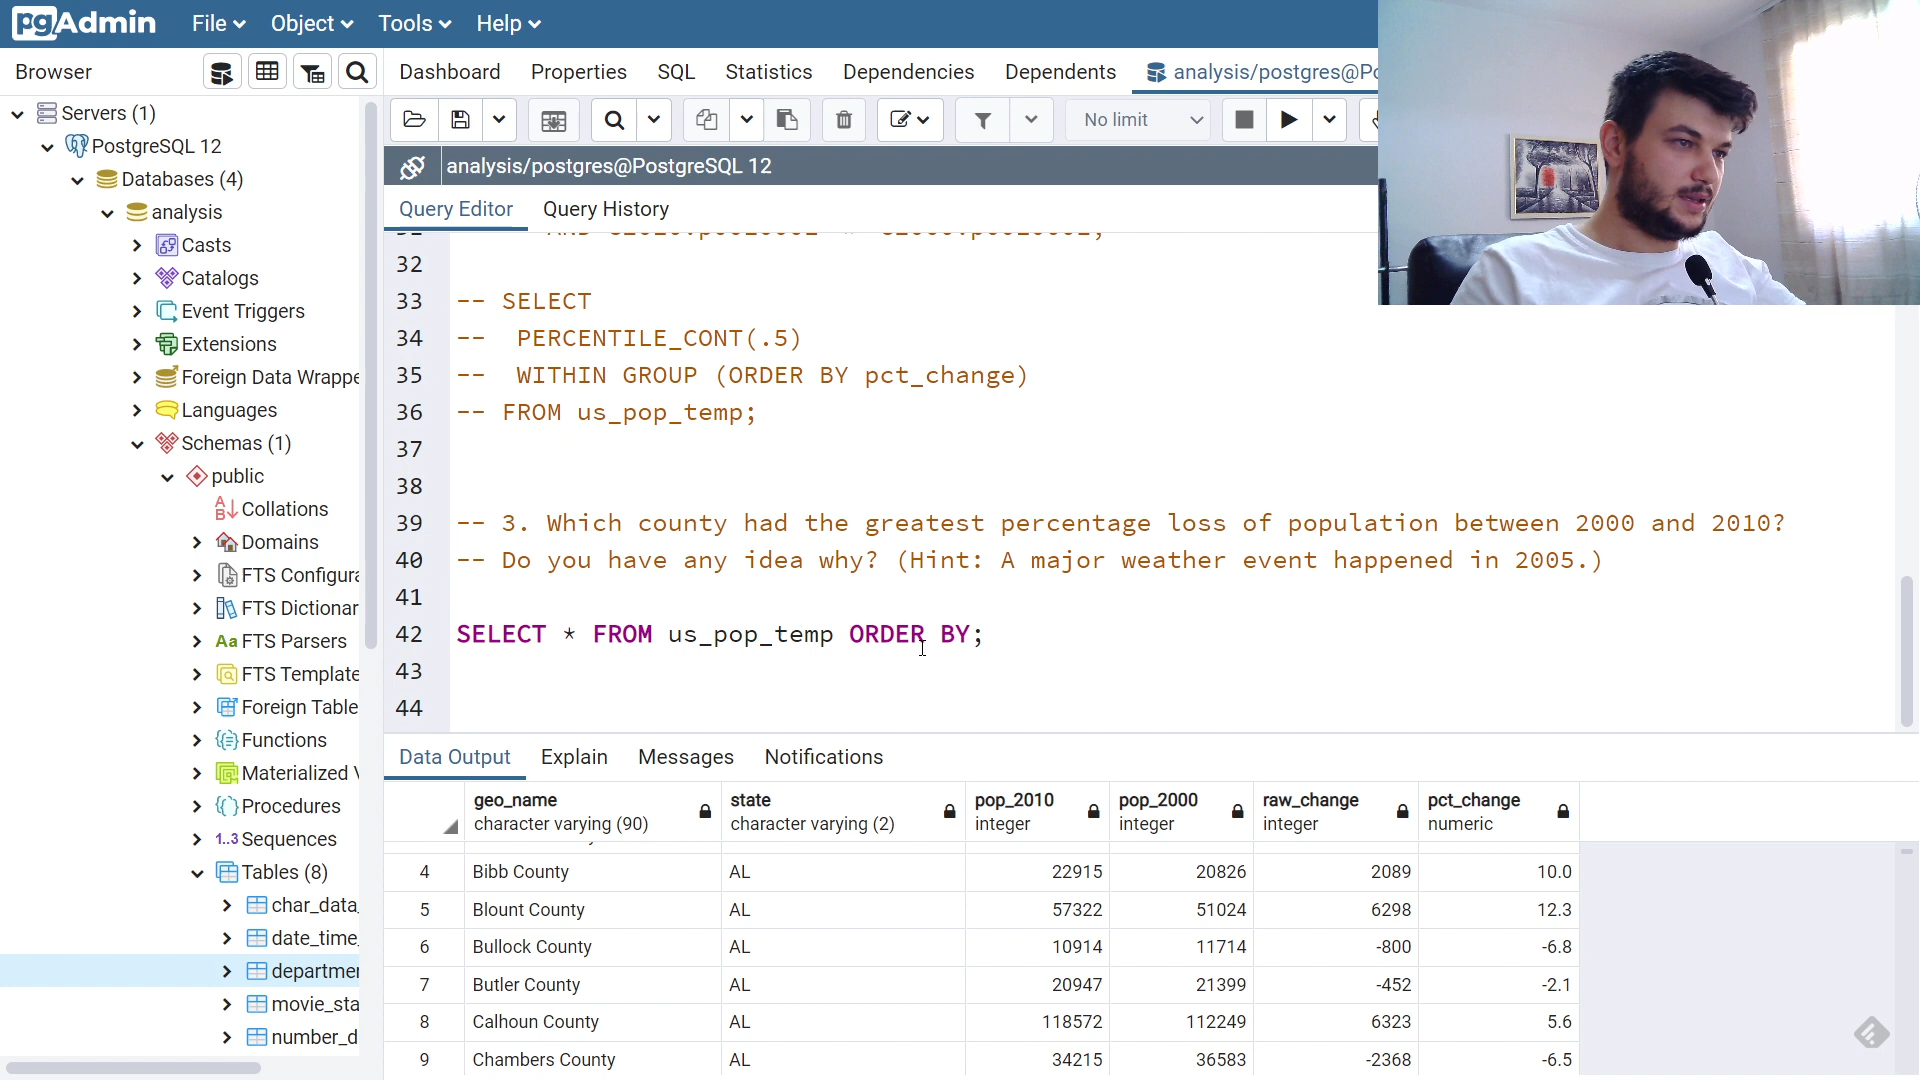 pgAdmin
File
Object
Tools
Help
Browser
Dashboard
Properties
SQL
Statistics
Dependencies
Dependents
analysis/postgres@P
No limit
analysis/postgres@PostgreSQL 12
Query Editor
Query History
Servers (1)
PostgreSQL 12
Databases (4)
analysis
Casts
Catalogs
Event Triggers
Extensions
Foreign Data Wrappe
Languages
Schemas (1)
public
Collations
Domains
FTS Configura
FTS Dictionar
Aa FTS Parsers
FTS Template
Foreign Table
Functions
Materialized V
Procedures
1..3 Sequences
Tables (8)
char_data_
date_time_
departmen
movie_sta
number_d
32
33 -- SELECT
34 -- PERCENTILE_CONT(.5)
35 -- WITHIN GROUP (ORDER BY pct_change)
36 -- FROM us_pop_temp;
37
38
39 -- 3. Which county had the greatest percentage loss of population between 2000 and 2010?
40 -- Do you have any idea why? (Hint: A major weather event happened in 2005.)
41
42 SELECT * FROM us_pop_temp ORDER BY;
43
44
Data Output
Explain
Messages
Notifications
geo_name state pop_2010 pop_2000 raw_change pct_change
character varying (90) character varying (2) integer integer integer numeric
4 Bibb County AL 22915 20826 2089 10.0
5 Blount County AL 57322 51024 6298 12.3
6 Bullock County AL 10914 11714 -800 -6.8
7 Butler County AL 20947 21399 -452 -2.1
8 Calhoun County AL 118572 112249 6323 5.6
9 Chambers County AL 34215 36583 -2368 -6.5